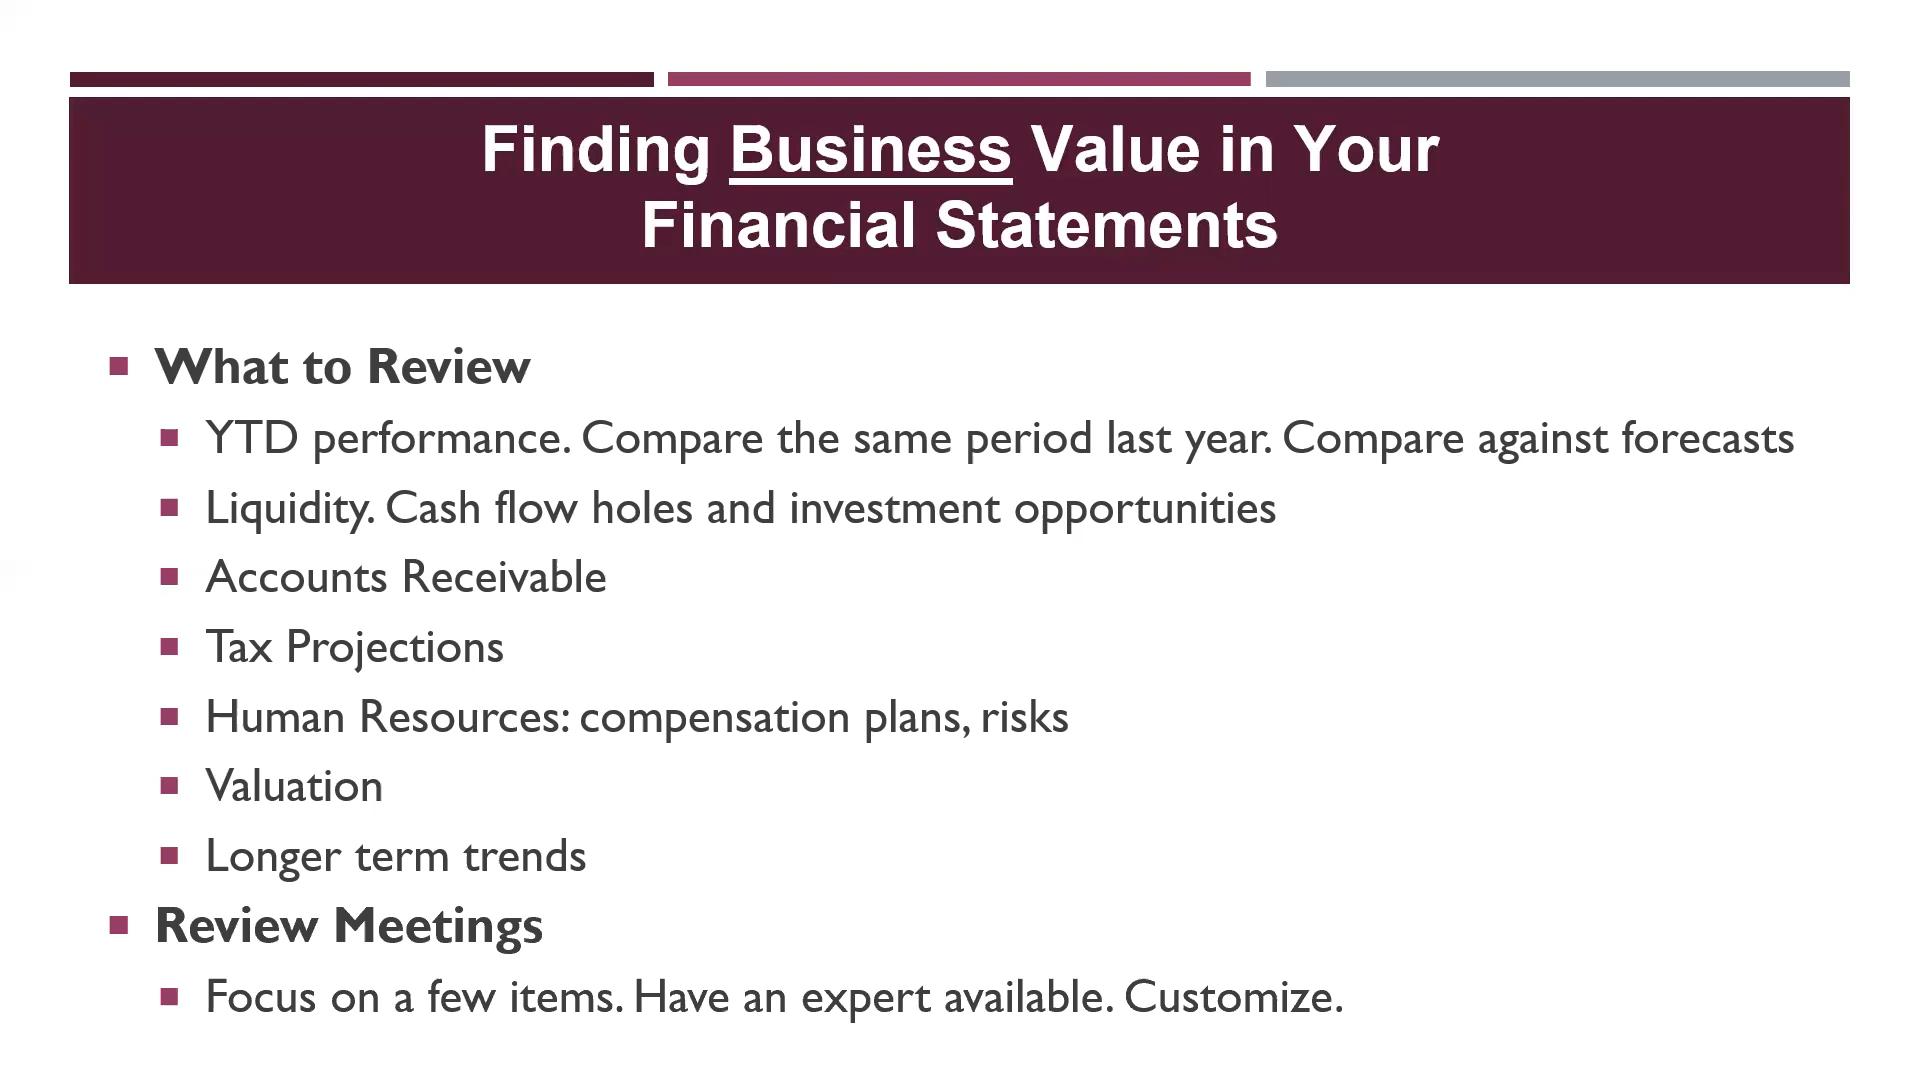 Finding Business Value in Your
Financial Statements
What to Review
YTD performance. Compare the same period last year. Compare against forecasts
Liquidity. Cash flow holes and investment opportunities
Accounts Receivable
Tax Projections
Human Resources: compensation plans, risks
Valuation
Longer term trends
Review Meetings
Focus on a few items. Have an expert available. Customize.